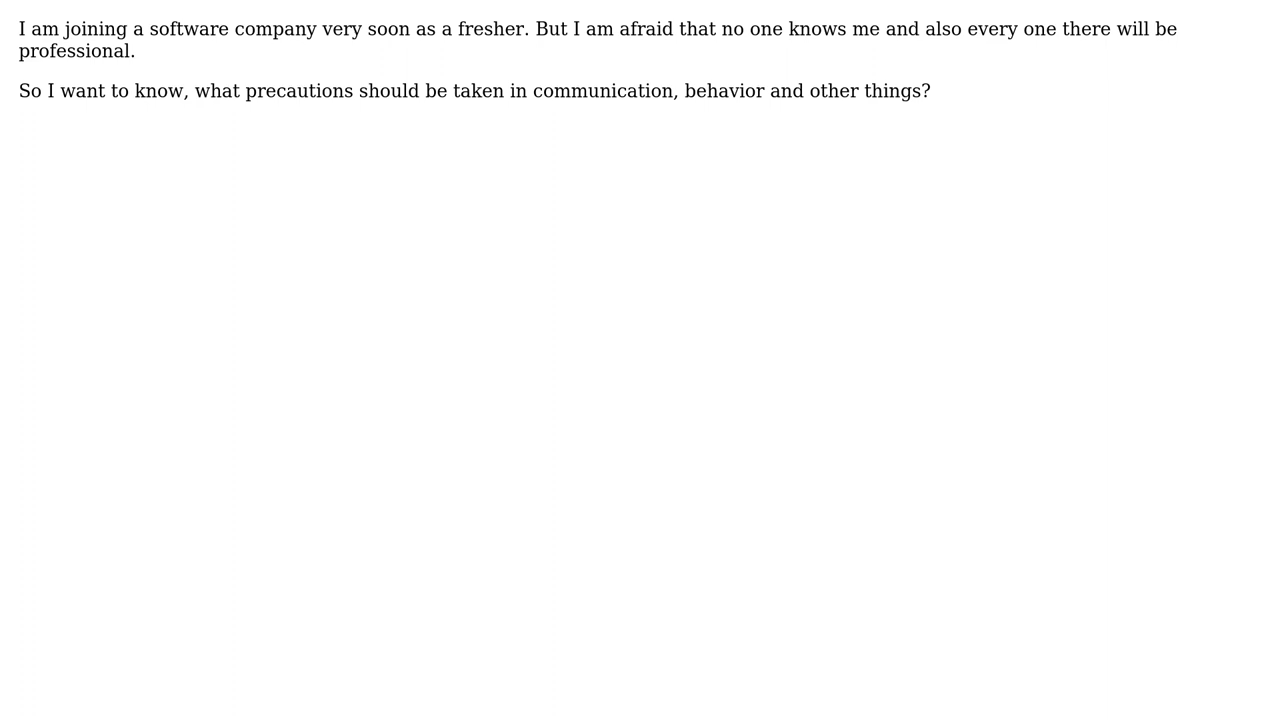 I am joining a software company very soon as a fresher. But I am afraid that no one knows me and also every one there will be
professional.
So I want to know, what precautions should be taken in communication, behavior and other things?